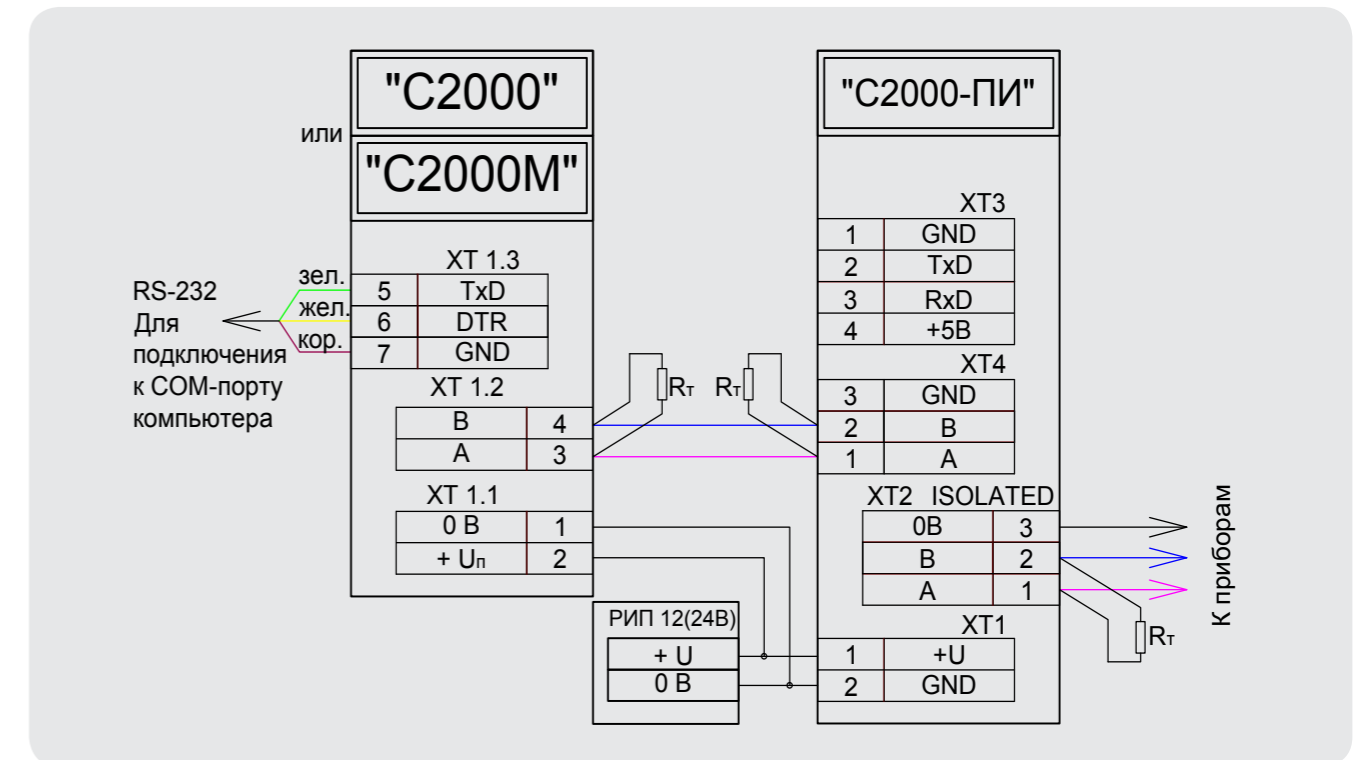 "С2000"
или
"С2000М"
XT 1.3
RS-232
Для
подключения
к COM-порту
компьютера
зел.
жел.
кор.
5 TxD
6 DTR
7 GND
XT 1.2
B 4
A 3
XT 1.1
0 В 1
+ Uп 2
Rт
Rт
РИП 12(24В)
+ U
0 В
"С2000-ПИ"
XT3
1 GND
2 TxD
3 RxD
4 +5В
XT4
3 GND
2 B
1 A
XT2 ISOLATED
0В 3
B 2
A 1
XT1
1 +U
2 GND
Rт
К приборам